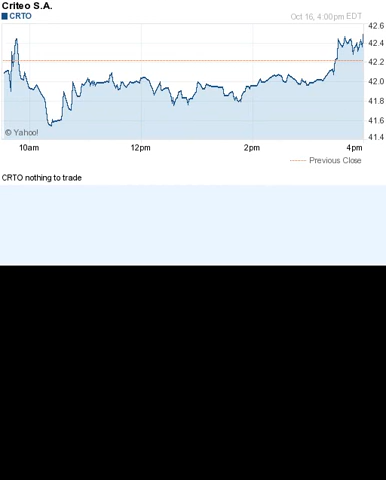 Criteo S.A.
CRTO
Oct 16, 4:00pm EDT
42.6
42.4
42.2
42.0
41.8
41.6
41.4
© Yahoo!
10am
12pm
2pm
4pm
Previous Close
CRTO nothing to trade